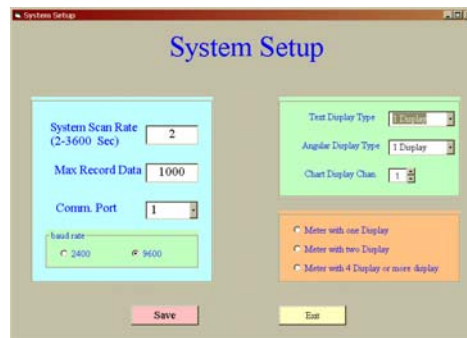 System Setup
System Setup
System Scan Rate
(2-3600 Sec)
2
Max Record Data
1000
Comm. Port
1
baud rate
2400
9600
Text Display Type
1 Display
Angular Display Type
1 Display
Chart Display Chan.
1
Meter with one Display
Meter with two Display
Meter with 4 Display or more display
Save
Exit